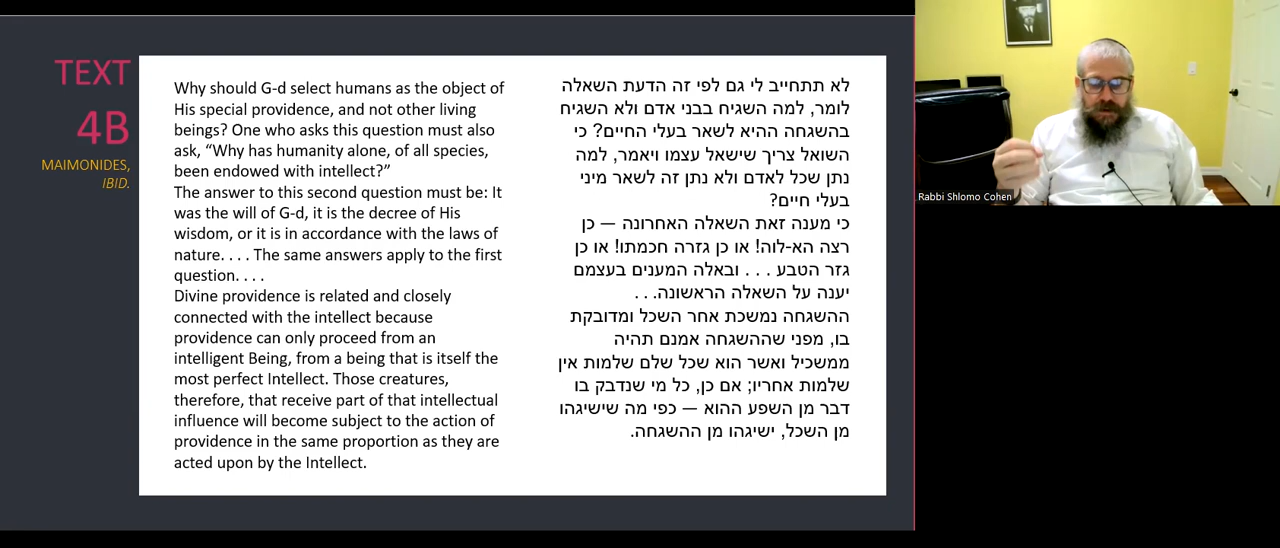 TEXT
4B
MAIMONIDES,
IBID.
Why should G-d select humans as the object of
His special providence, and not other living
beings? One who asks this question must also
ask, “Why has humanity alone, of all species,
been endowed with intellect?”
The answer to this second question must be: It
was the will of G-d, it is the decree of His
wisdom, or it is in accordance with the laws of
nature. . . . The same answers apply to the first
question. . . .
Divine providence is related and closely
connected with the intellect because
providence can only proceed from an
intelligent Being, from a being that is itself the
most perfect Intellect. Those creatures,
therefore, that receive part of that intellectual
influence will become subject to the action of
providence in the same proportion as they are
acted upon by the Intellect.
לא תתחייב לי גם לפי זה הדעת השאלה
לומר, למה השגיח בבני אדם ולא השגיח
בהשגחה ההיא לשאר בעלי החיים? כי
השואל צריך שישאל עצמו ויאמר, למה
נתן שכל לאדם ולא נתן זה לשאר מיני
בעלי חיים?
כי מענה זאת השאלה האחרונה — כן
רצה הא-לוה! או כן גזרה חכמתו! או כן
גזר הטבע . . . ובאלה המענים בעצמם
יענה על השאלה הראשונה. . .
ההשגחה נמשכת אחר השכל ומדובקת
בו, מפני שההשגחה אמנם תהיה
ממשכיל ואשר הוא שכל שלם שלמות אין
שלמות אחריו; אם כן, כל מי שנדבק בו
דבר מן השפע ההוא — כפי מה שישיגהו
מן השכל, ישיגהו מן ההשגחה.
Rabbi Shlomo Cohen